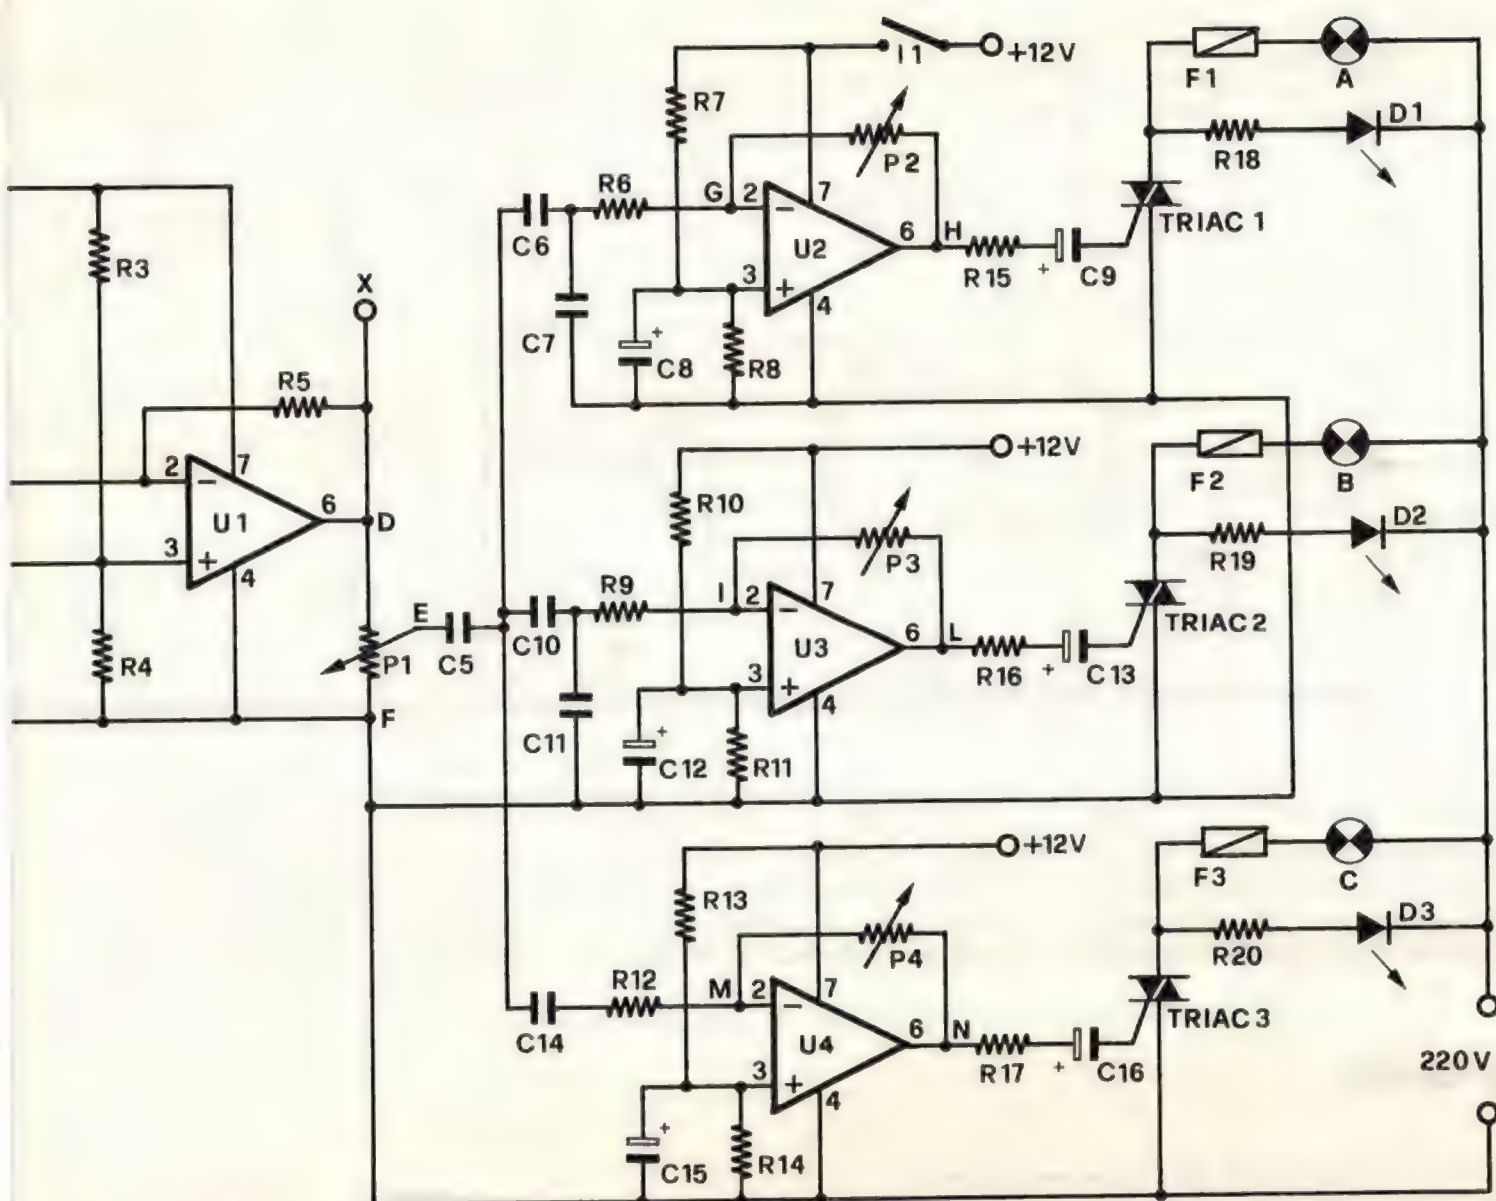 I1
+12V
F1
A
R7
P2
R18
D1
R6
G
2
−
7
C6
U2
6
H
TRIAC 1
R3
X
3
+
4
R15
+
C9
C7
+
C8
R8
R5
+12V
F2
B
R10
P3
R19
D2
2
−
7
U1
6
D
3
+
4
R9
I
2
−
7
E
C10
U3
6
L
TRIAC 2
R4
P1
C5
3
+
4
R16
+
C13
F
C11
+
C12
R11
+12V
F3
C
R13
P4
R20
D3
R12
M
2
−
7
C14
U4
6
N
TRIAC 3
3
+
4
R17
+
C16
220V
+
C15
R14